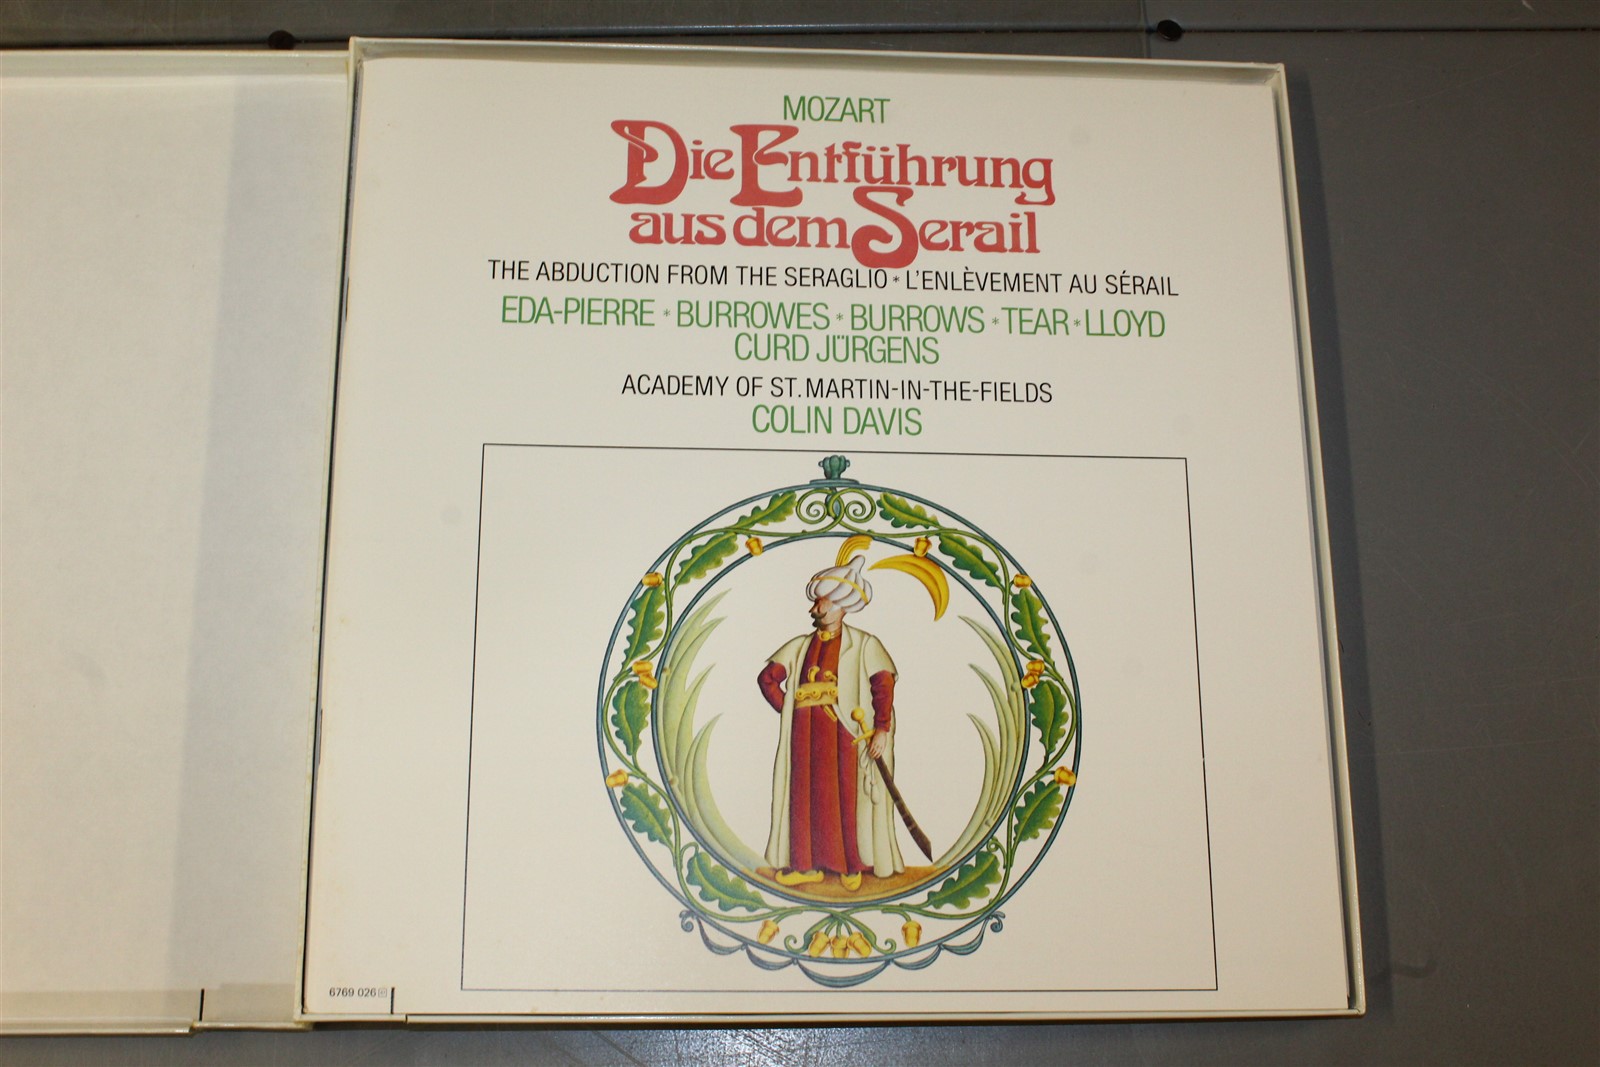 MOZART
Die Entführung
aus dem Serail
THE ABDUCTION FROM THE SERAGLIO * L'ENLÈVEMENT AU SÉRAIL
EDA-PIERRE * BURROWES * BURROWS * TEAR * LLOYD
CURD JÜRGENS
ACADEMY OF ST. MARTIN-IN-THE-FIELDS
COLIN DAVIS
6769 026